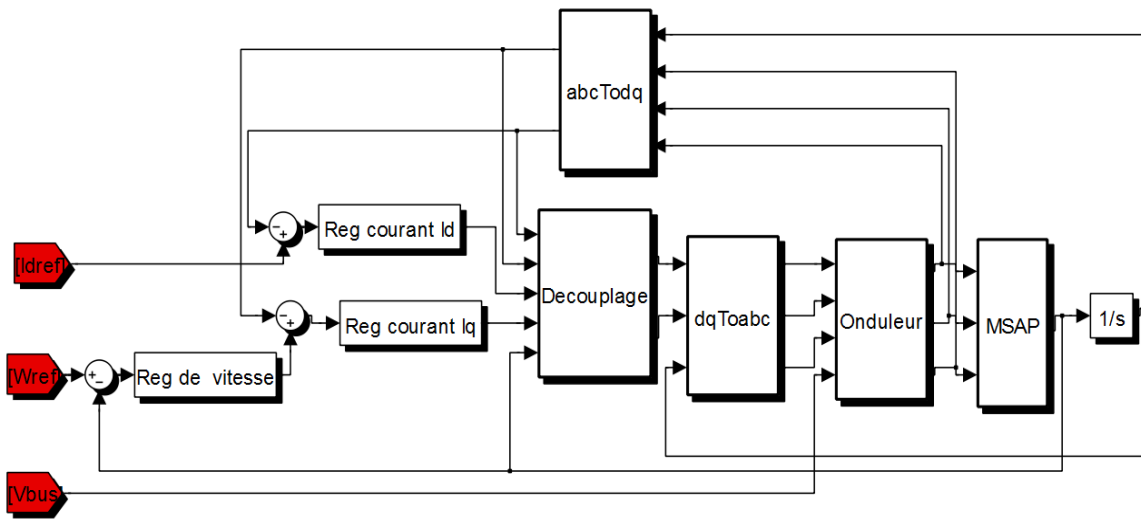 abcTodq
-
+
Reg courant Id
[Idref]
Decouplage
dqToabc
Onduleur
MSAP
1/s
-
+
Reg courant Iq
[Wref]
+
-
Reg de vitesse
[Vbus]